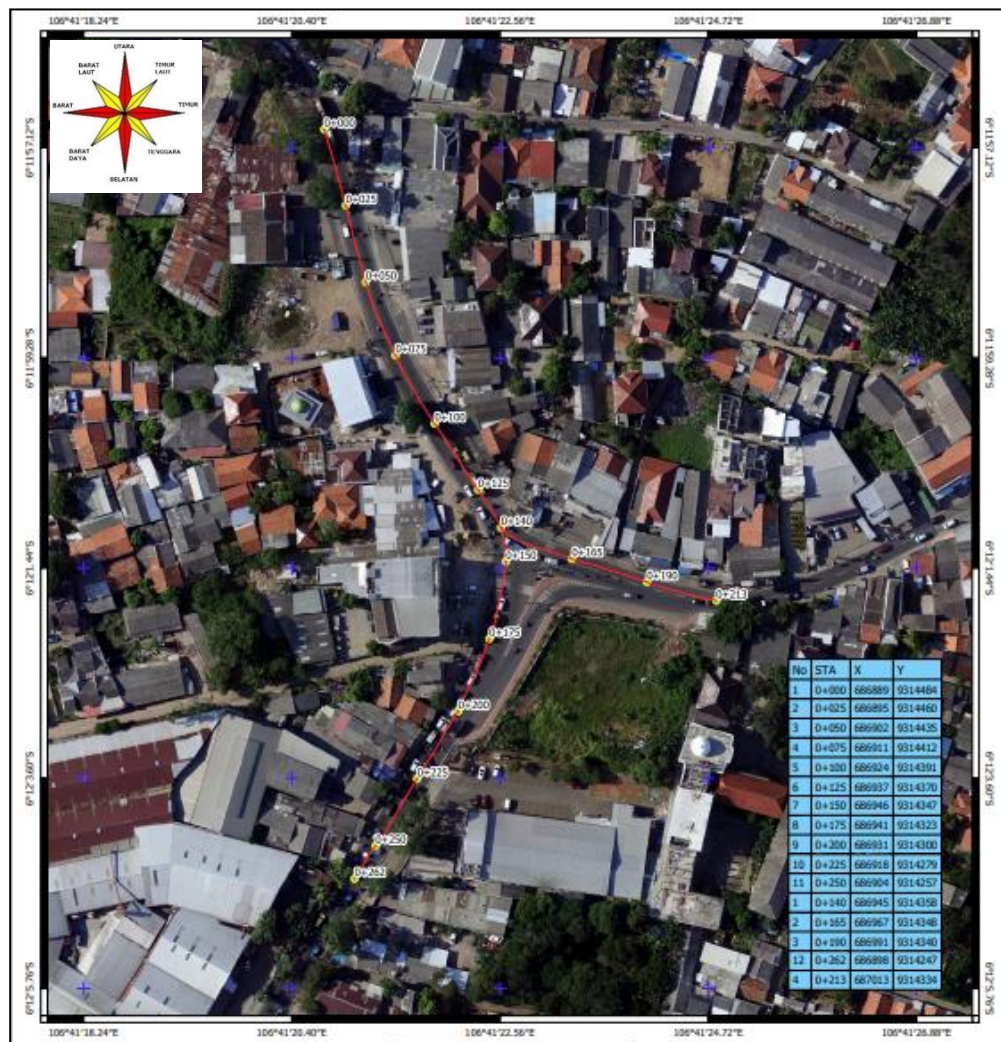 106°41'18.24"E 106°41'20.40"E 106°41'22.56"E 106°41'24.72"E 106°41'26.88"E
UTARA
BARAT LAUT
TIMUR LAUT
BARAT
TIMUR
BARAT DAYA
TENGGARA
SELATAN
6°11'57.12"S
6°11'57.12"S
6°11'59.28"S
6°11'59.28"S
6°12'1.44"S
6°12'1.44"S
6°12'3.60"S
6°12'3.60"S
6°12'5.76"S
6°12'5.76"S
0+000
0+025
0+050
0+075
0+100
0+125
0+140
0+150
0+165
0+190
0+213
0+175
0+200
0+225
0+250
0+262
No STA X Y
1 0+000 686889 9314484
2 0+025 686895 9314460
3 0+050 686902 9314435
4 0+075 686911 9314412
5 0+100 686924 9314391
6 0+125 686937 9314370
7 0+150 686946 9314347
8 0+175 686941 9314323
9 0+200 686931 9314300
10 0+225 686918 9314279
11 0+250 686904 9314257
1 0+140 686945 9314358
2 0+165 686967 9314348
3 0+190 686991 9314340
12 0+262 686898 9314247
4 0+213 687013 9314334
106°41'18.24"E 106°41'20.40"E 106°41'22.56"E 106°41'24.72"E 106°41'26.88"E